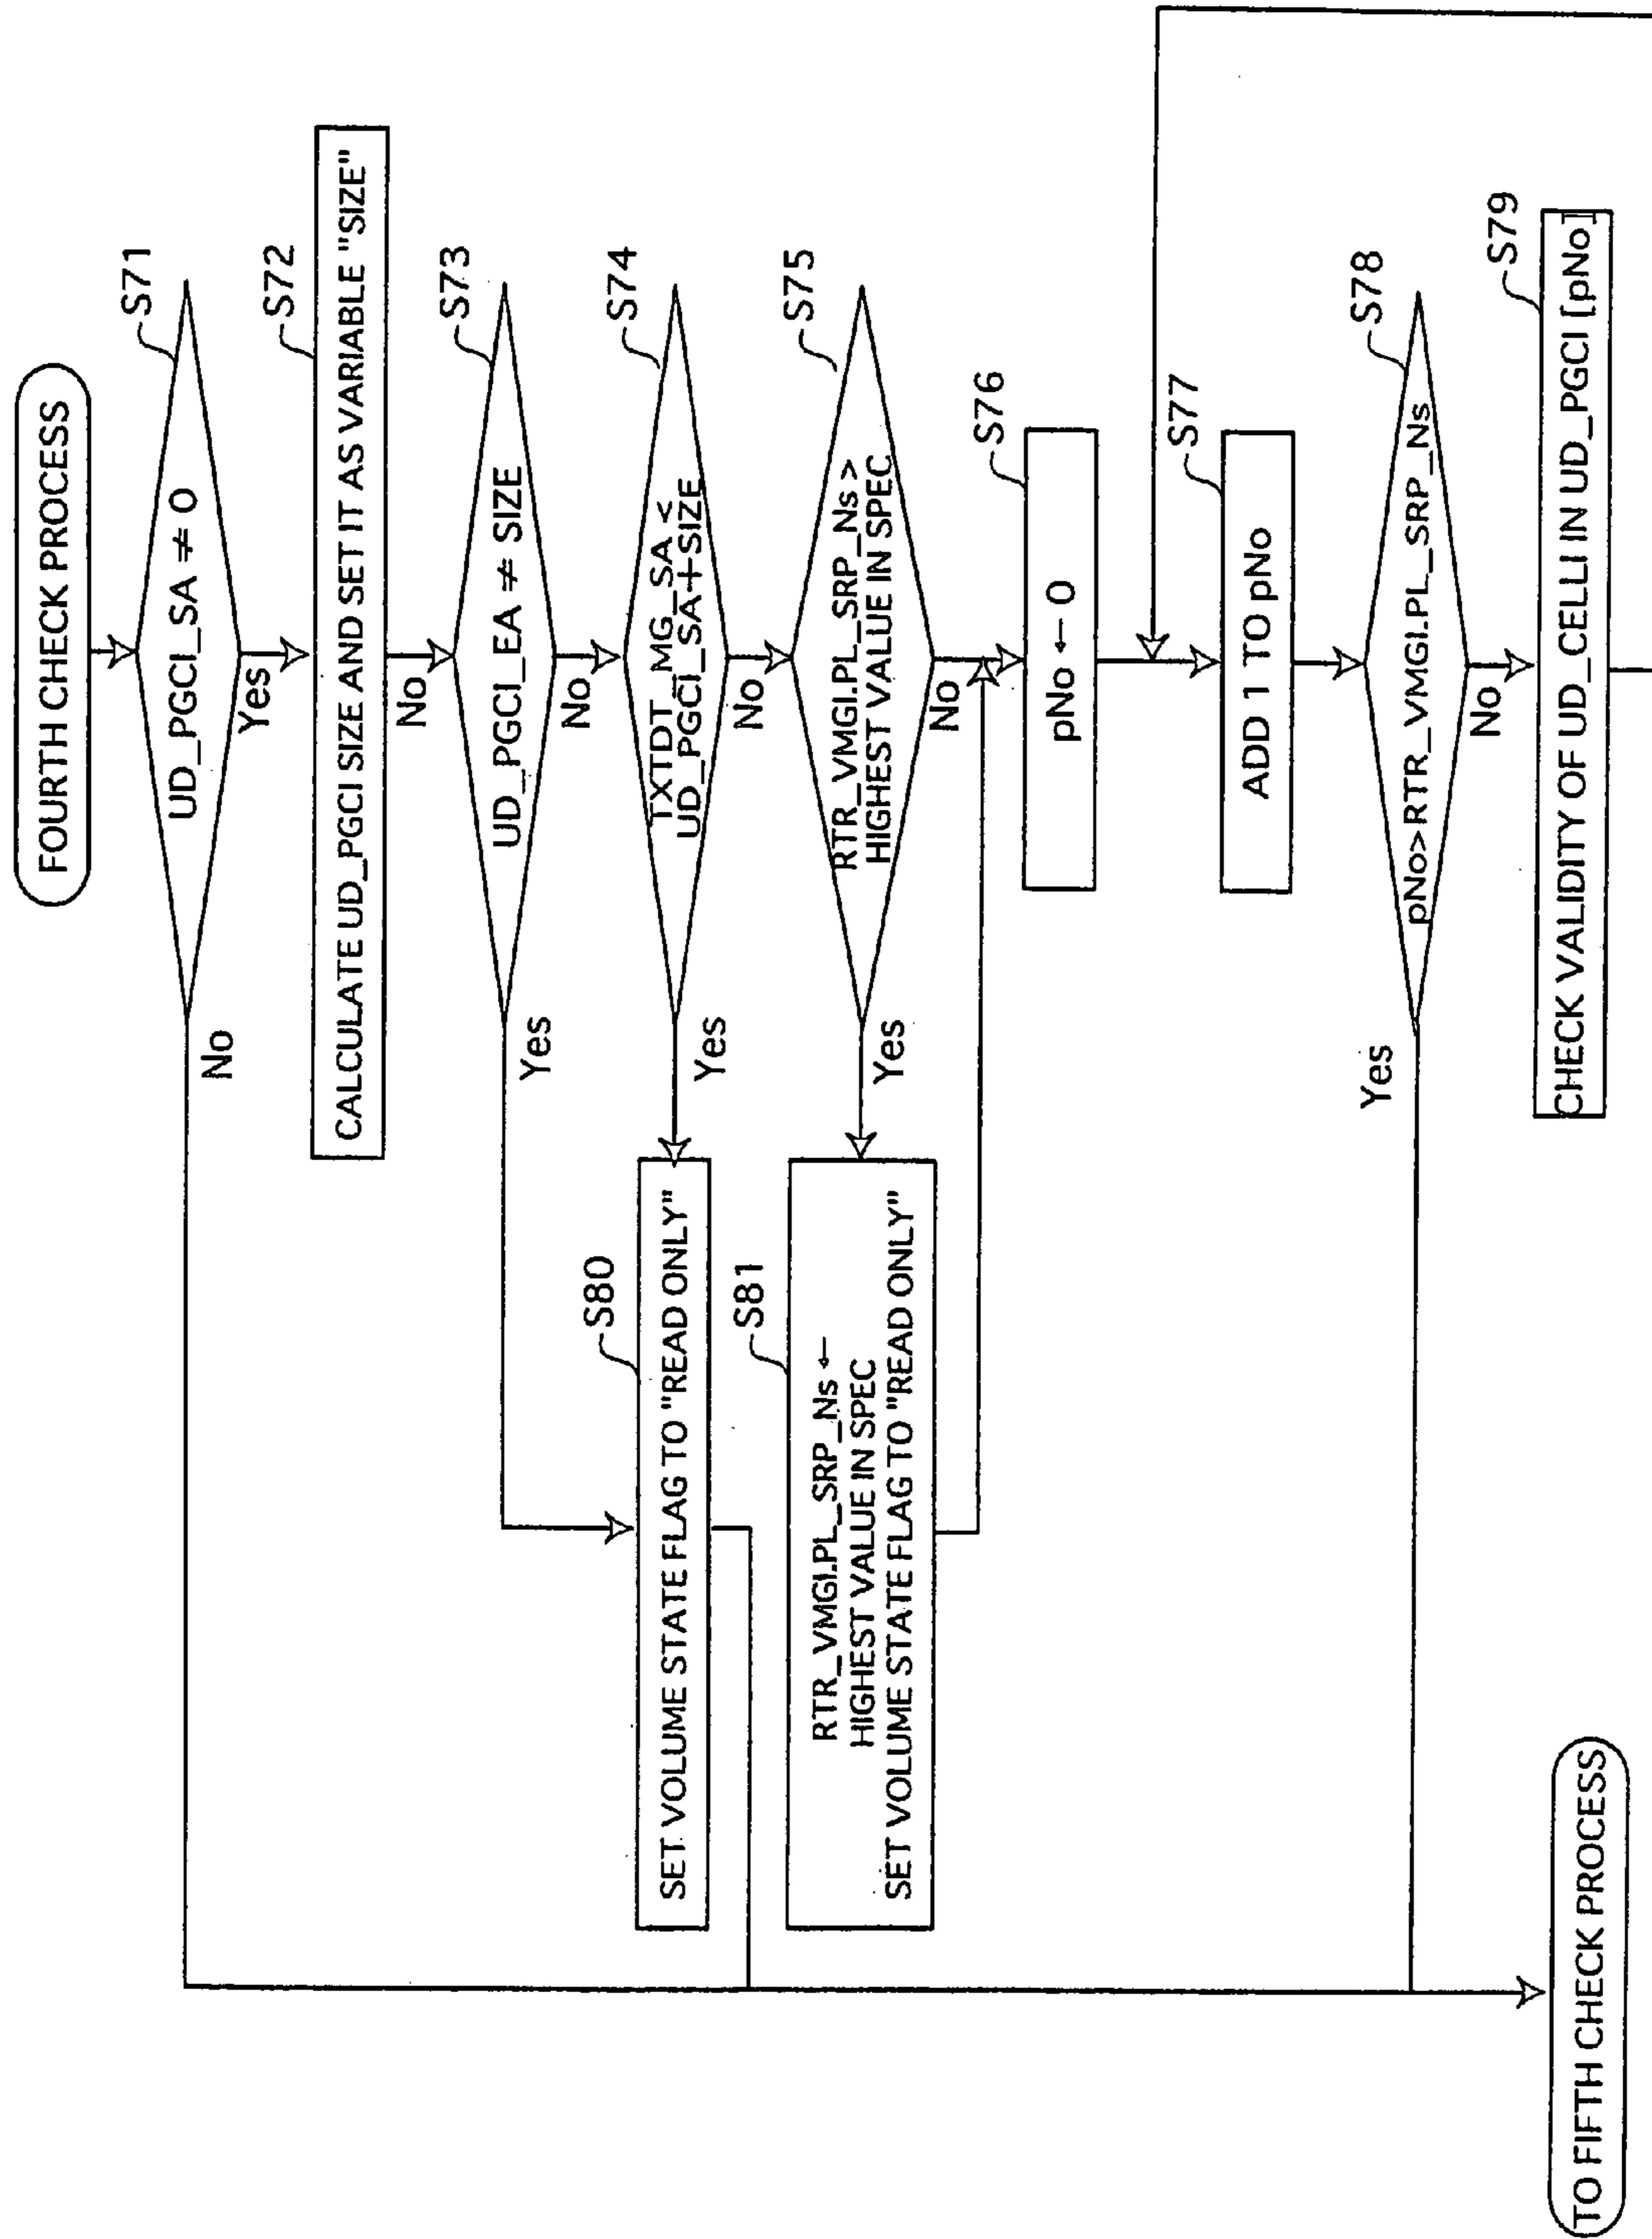 FOURTH CHECK PROCESS
S71
UD_PGCI_SA ≠ 0
No
Yes
S72
CALCULATE UD_PGCI SIZE AND SET IT AS VARIABLE "SIZE"
No
S73
UD_PGCI_EA ≠ SIZE
Yes
No
S74
TXTDT_MG_SA <
UD_PGCI_SA+SIZE
Yes
No
S80
SET VOLUME STATE FLAG TO "READ ONLY"
S75
RTR_VMGI.PL_SRP_Ns >
HIGHEST VALUE IN SPEC
Yes
No
S81
RTR_VMGI.PL_SRP_Ns ←
HIGHEST VALUE IN SPEC
SET VOLUME STATE FLAG TO "READ ONLY"
S76
pNo ← 0
S77
ADD 1 TO pNo
S78
pNo>RTR_VMGI.PL_SRP_Ns
Yes
No
S79
CHECK VALIDITY OF UD_CELLI IN UD_PGCI [pNo]
TO FIFTH CHECK PROCESS